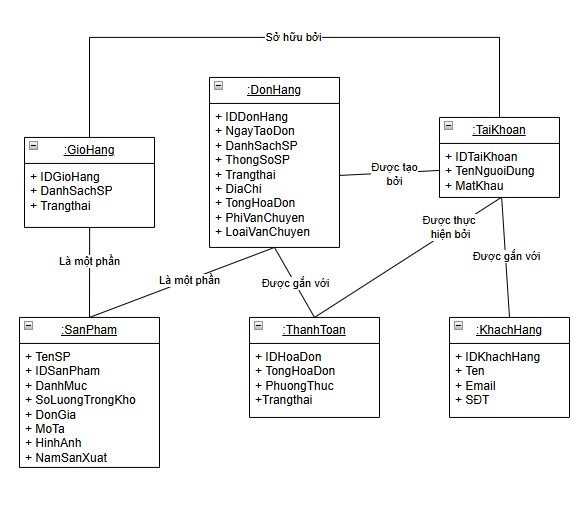 Sở hữu bởi
:DonHang
+ IDDonHang
+ NgayTaoDon
+ DanhSachSP
+ ThongSoSP
+ Trangthai
+ DiaChi
+ TongHoaDon
+ PhiVanChuyen
+ LoaiVanChuyen
:TaiKhoan
+ IDTaiKhoan
+ TenNguoiDung
+ MatKhau
:GioHang
+ IDGioHang
+ DanhSachSP
+ Trangthai
Được tạo
bởi
Được thực
hiện bởi
Được gắn với
Là một phần
Là một phần
Được gắn với
:SanPham
+ TenSP
+ IDSanPham
+ DanhMuc
+ SoLuongTrongKho
+ DonGia
+ MoTa
+ HinhAnh
+ NamSanXuat
:ThanhToan
+ IDHoaDon
+ TongHoaDon
+ PhuongThuc
+Trangthai
:KhachHang
+ IDKhachHang
+ Ten
+ Email
+ SĐT